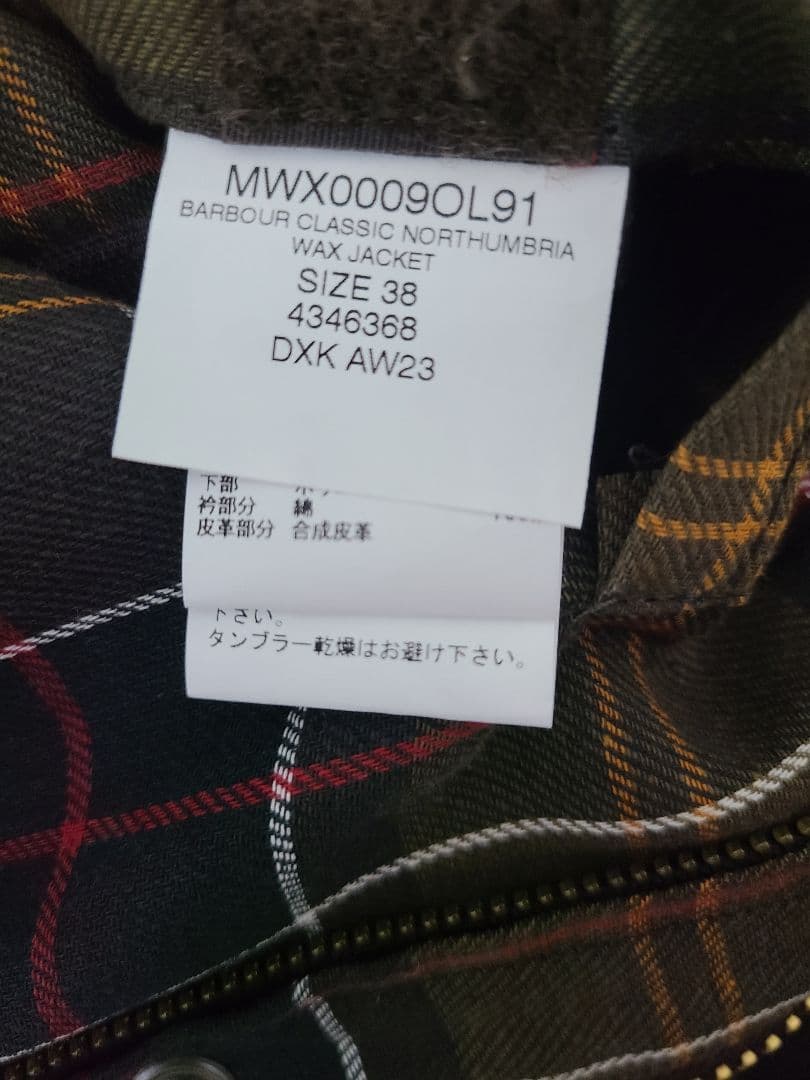 MWX0009OL91
BARBOUR CLASSIC NORTHUMBRIA
WAX JACKET
SIZE 38
4346368
DXK AW23
下部
衿部分 綿
皮革部分 合成皮革
下さい。
タンブラー乾燥はお避け下さい。